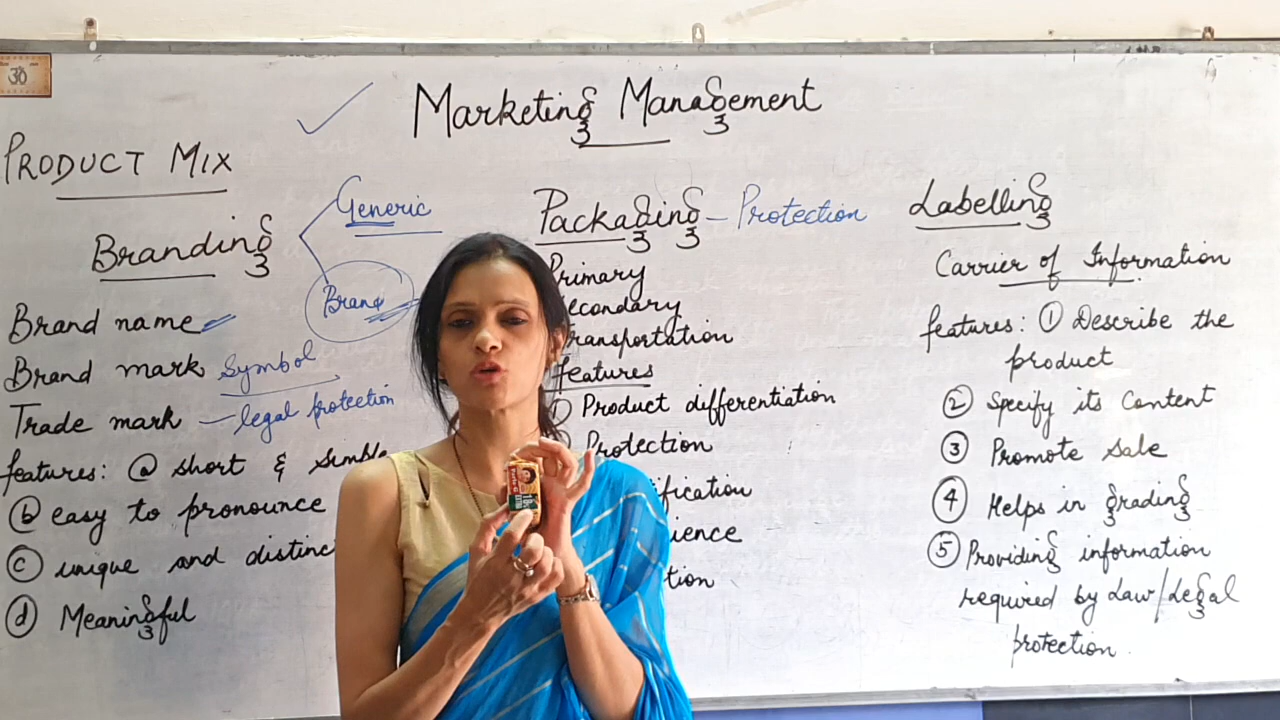 ॐ
Marketing Management
PRODUCT MIX
Branding
Generic
Brand
Brand name
Brand mark Symbol
Trade mark - legal protection
features: ⓐ short &
ⓑ easy to pronounce
ⓒ unique and
ⓓ Meaningful
Packaging - Protection
Primary
Secondary
Transportation
features
Product differentiation
Protection
Labelling
Carrier of Information
features: ① Describe the
product
② Specify its Content
③ Promote Sale
④ Helps in grading
⑤ Providing information
required by Law/Legal
protection.